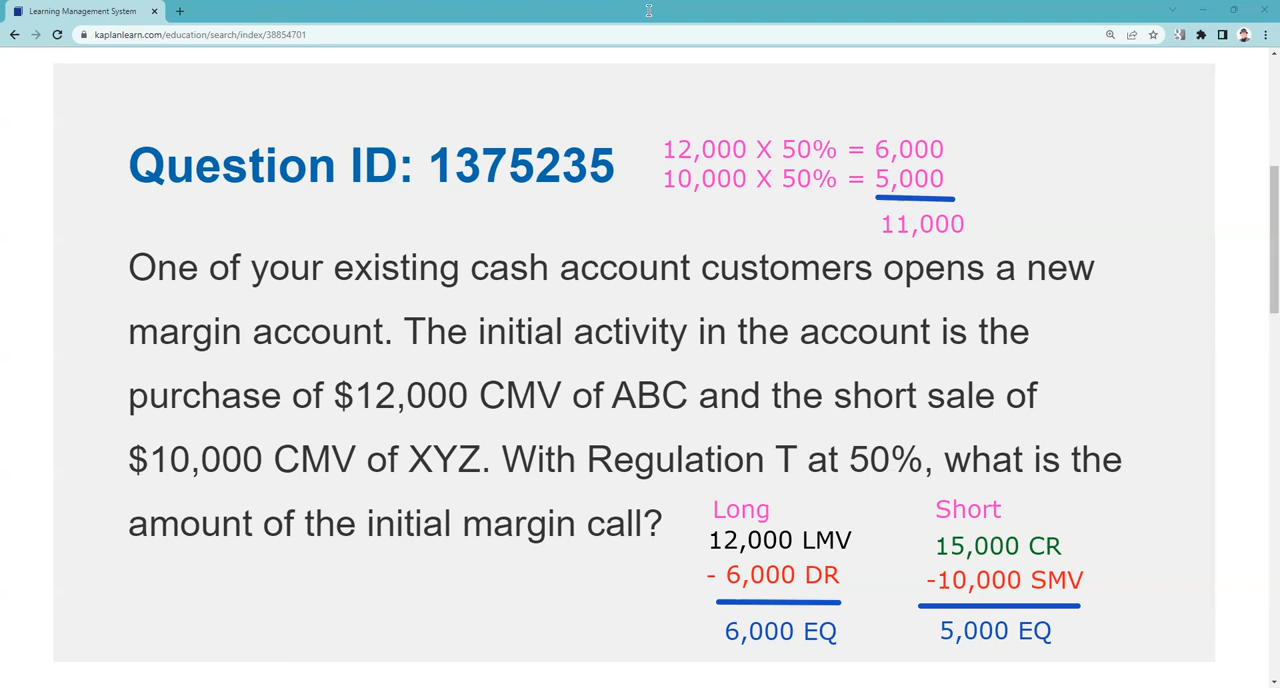 Learning Management System
kaplanlearn.com/education/search/index/38854701
Question ID: 1375235
12,000 X 50% = 6,000
10,000 X 50% = 5,000
11,000
One of your existing cash account customers opens a new
margin account. The initial activity in the account is the
purchase of $12,000 CMV of ABC and the short sale of
$10,000 CMV of XYZ. With Regulation T at 50%, what is the
amount of the initial margin call?
Long
12,000 LMV
- 6,000 DR
6,000 EQ
Short
15,000 CR
-10,000 SMV
5,000 EQ